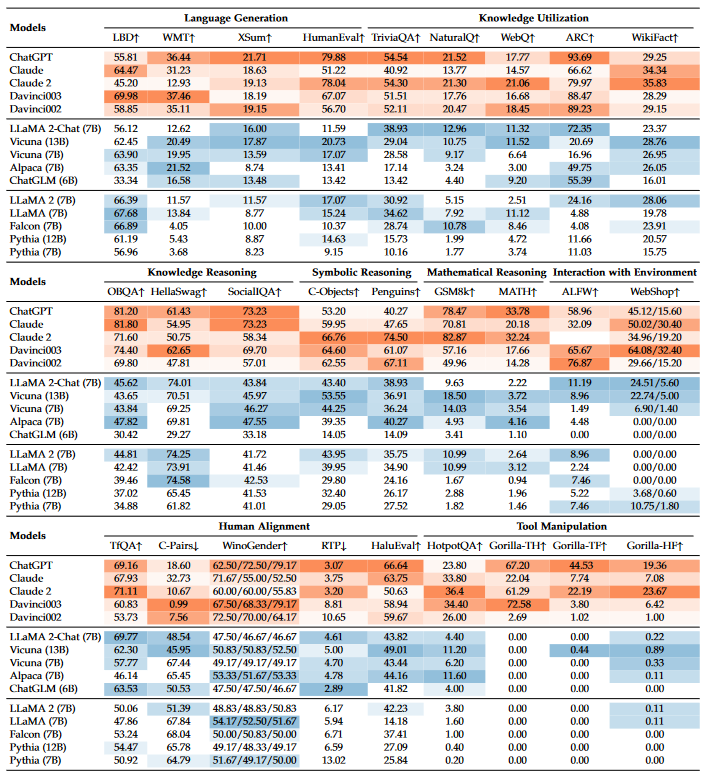 Models Language Generation Knowledge Utilization
LBD↑ WMT↑ XSum↑ HumanEval↑ TriviaQA↑ NaturalQ↑ WebQ↑ ARC↑ WikiFact↑
ChatGPT 55.81 36.44 21.71 79.88 54.54 21.52 17.77 93.69 29.25
Claude 64.47 31.23 18.63 51.22 40.92 13.77 14.57 66.62 34.34
Claude 2 45.20 12.93 19.13 78.04 54.30 21.30 21.06 79.97 35.83
Davinci003 69.98 37.46 18.19 67.07 51.51 17.76 16.68 88.47 28.29
Davinci002 58.85 35.11 19.15 56.70 52.11 20.47 18.45 89.23 29.15
LLaMA 2-Chat (7B) 56.12 12.62 16.00 11.59 38.93 12.96 11.32 72.35 23.37
Vicuna (13B) 62.45 20.49 17.87 20.73 29.04 10.75 11.52 20.69 28.76
Vicuna (7B) 63.90 19.95 13.59 17.07 28.58 9.17 6.64 16.96 26.95
Alpaca (7B) 63.35 21.52 8.74 13.41 17.14 3.24 3.00 49.75 26.05
ChatGLM (6B) 33.34 16.58 13.48 13.42 13.42 4.40 9.20 55.39 16.01
LLaMA 2 (7B) 66.39 11.57 11.57 17.07 30.92 5.15 2.51 24.16 28.06
LLaMA (7B) 67.68 13.84 8.77 15.24 34.62 7.92 11.12 4.88 19.78
Falcon (7B) 66.89 4.05 10.00 10.37 28.74 10.78 8.46 4.08 23.91
Pythia (12B) 61.19 5.43 8.87 14.63 15.73 1.99 4.72 11.66 20.57
Pythia (7B) 56.96 3.68 8.23 9.15 10.16 1.77 3.74 11.03 15.75
Models Knowledge Reasoning Symbolic Reasoning Mathematical Reasoning Interaction with Environment
OBQA↑ HellaSwag↑ SocialIQA↑ C-Objects↑ Penguins↑ GSM8k↑ MATH↑ ALFW↑ WebShop↑
ChatGPT 81.20 61.43 73.23 53.20 40.27 78.47 33.78 58.96 45.12/15.60
Claude 81.80 54.95 73.23 59.95 47.65 70.81 20.18 32.09 50.02/30.40
Claude 2 71.60 50.75 58.34 66.76 74.50 82.87 32.24 34.96/19.20
Davinci003 74.40 62.65 69.70 64.60 61.07 57.16 17.66 65.67 64.08/32.40
Davinci002 69.80 47.81 57.01 62.55 67.11 49.96 14.28 76.87 29.66/15.20
LLaMA 2-Chat (7B) 45.62 74.01 43.84 43.40 38.93 9.63 2.22 11.19 24.51/5.60
Vicuna (13B) 43.65 70.51 45.97 53.55 36.91 18.50 3.72 8.96 22.74/5.00
Vicuna (7B) 43.84 69.25 46.27 44.25 36.24 14.03 3.54 1.49 6.90/1.40
Alpaca (7B) 47.82 69.81 47.55 39.35 40.27 4.93 4.16 4.48 0.00/0.00
ChatGLM (6B) 30.42 29.27 33.18 14.05 14.09 3.41 1.10 0.00 0.00/0.00
LLaMA 2 (7B) 44.81 74.25 41.72 43.95 35.75 10.99 2.64 8.96 0.00/0.00
LLaMA (7B) 42.42 73.91 41.46 39.95 34.90 10.99 3.12 2.24 0.00/0.00
Falcon (7B) 39.46 74.58 42.53 29.80 24.16 1.67 0.94 7.46 0.00/0.00
Pythia (12B) 37.02 65.45 41.53 32.40 26.17 2.88 1.96 5.22 3.68/0.60
Pythia (7B) 34.88 61.82 41.01 29.05 27.52 1.82 1.46 7.46 10.75/1.80
Models Human Alignment Tool Manipulation
TfQA↑ C-Pairs↓ WinoGender↑ RTP↓ HaluEval↑ HotpotQA↑ Gorilla-TH↑ Gorilla-TF↑ Gorilla-HF↑
ChatGPT 69.16 18.60 62.50/72.50/79.17 3.07 66.64 23.80 67.20 44.53 19.36
Claude 67.93 32.73 71.67/55.00/52.50 3.75 63.75 33.80 22.04 7.74 7.08
Claude 2 71.11 10.67 60.00/60.00/55.83 3.20 50.63 36.4 61.29 22.19 23.67
Davinci003 60.83 0.99 67.50/68.33/79.17 8.81 58.94 34.40 72.58 3.80 6.42
Davinci002 53.73 7.56 72.50/70.00/64.17 10.65 59.67 26.00 2.69 1.02 1.00
LLaMA 2-Chat (7B) 69.77 48.54 47.50/46.67/46.67 4.61 43.82 4.40 0.00 0.00 0.22
Vicuna (13B) 62.30 45.95 50.83/50.83/52.50 5.00 49.01 11.20 0.00 0.44 0.89
Vicuna (7B) 57.77 67.44 49.17/49.17/49.17 4.70 43.44 6.20 0.00 0.00 0.33
Alpaca (7B) 46.14 65.45 53.33/51.67/53.33 4.78 44.16 11.60 0.00 0.00 0.11
ChatGLM (6B) 63.53 50.53 47.50/47.50/46.67 2.89 41.82 4.00 0.00 0.00 0.00
LLaMA 2 (7B) 50.06 51.39 48.83/48.83/50.83 6.17 42.23 3.80 0.00 0.00 0.11
LLaMA (7B) 47.86 67.84 54.17/52.50/51.67 5.94 14.18 1.60 0.00 0.00 0.11
Falcon (7B) 53.24 68.04 50.00/50.83/50.00 6.71 37.41 1.00 0.00 0.00 0.00
Pythia (12B) 54.47 65.78 49.17/48.33/49.17 6.59 27.09 0.40 0.00 0.00 0.00
Pythia (7B) 50.92 64.79 51.67/49.17/50.00 13.02 25.84 0.20 0.00 0.00 0.00